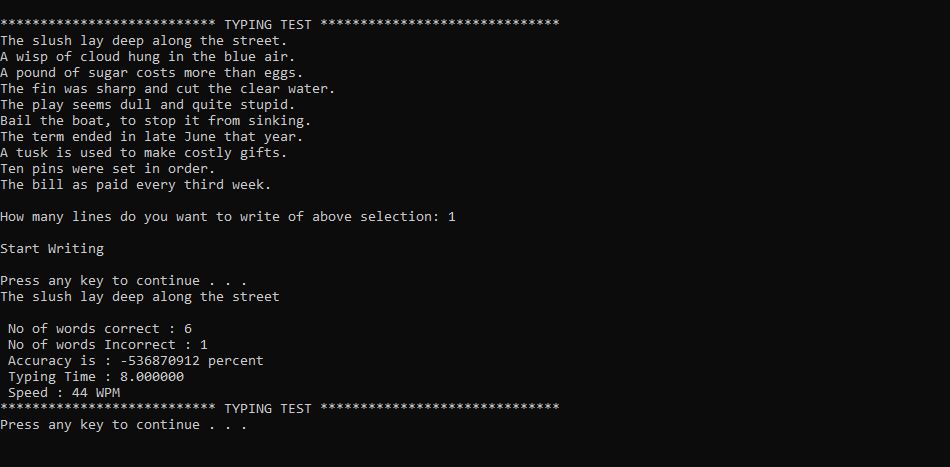 *************************** TYPING TEST ******************************
The slush lay deep along the street.
A wisp of cloud hung in the blue air.
A pound of sugar costs more than eggs.
The fin was sharp and cut the clear water.
The play seems dull and quite stupid.
Bail the boat, to stop it from sinking.
The term ended in late June that year.
A tusk is used to make costly gifts.
Ten pins were set in order.
The bill as paid every third week.
How many lines do you want to write of above selection: 1
Start Writing
Press any key to continue . . .
The slush lay deep along the street
No of words correct : 6
No of words Incorrect : 1
Accuracy is : -536870912 percent
Typing Time : 8.000000
Speed : 44 WPM
*************************** TYPING TEST ******************************
Press any key to continue . . .